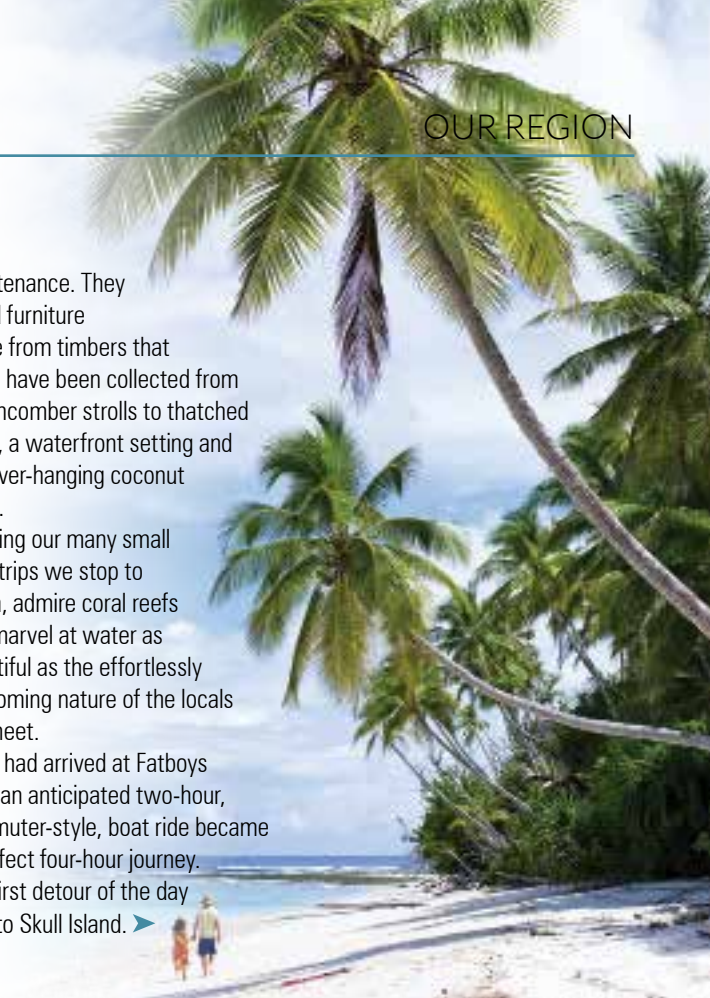 OUR REGION
tenance. They
furniture
from timbers that
have been collected from
strolls to thatched
, a waterfront setting and
ver-hanging coconut
.
ing our many small
trips we stop to
, admire coral reefs
marvel at water as
tiful as the effortlessly
oming nature of the locals
meet.
had arrived at Fatboys
an anticipated two-hour,
muter-style, boat ride became
fect four-hour journey.
irst detour of the day
to Skull Island. ➤